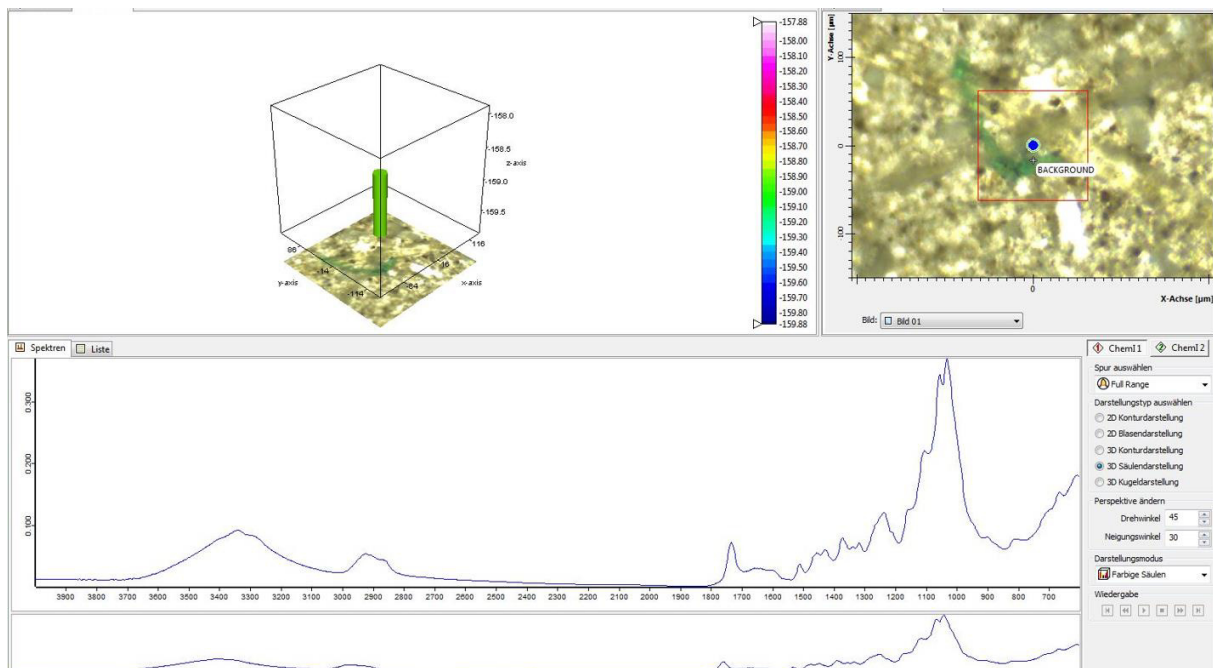 -157.88
-158.00
-158.10
-158.20
-158.30
-158.40
-158.50
-158.60
-158.70
-158.80
-158.90
-159.00
-159.10
-159.20
-159.30
-159.40
-159.50
-159.60
-159.70
-159.80
-159.88
-158.0
-158.5
z-axis
-159.0
-159.5
96
-14
-114
y-axis
116
16
-84
x-axis
Y-Achse [µm]
100
0
-100
BACKGROUND
0
X-Achse [µm]
Bild: Bild 01
Spektren Liste
0.300
0.200
0.100
3900 3800 3700 3600 3500 3400 3300 3200 3100 3000 2900 2800 2700 2600 2500 2400 2300 2200 2100 2000 1900 1800 1700 1600 1500 1400 1300 1200 1100 1000 900 800 700
ChemI 1 ChemI 2
Spur auswählen
Full Range
Darstellungstyp auswählen
2D Konturdarstellung
2D Blasendarstellung
3D Konturdarstellung
3D Säulendarstellung
3D Kugeldarstellung
Perspektive ändern
Drehwinkel 45
Neigungswinkel 30
Darstellungsmodus
Farbige Säulen
Wiedergabe